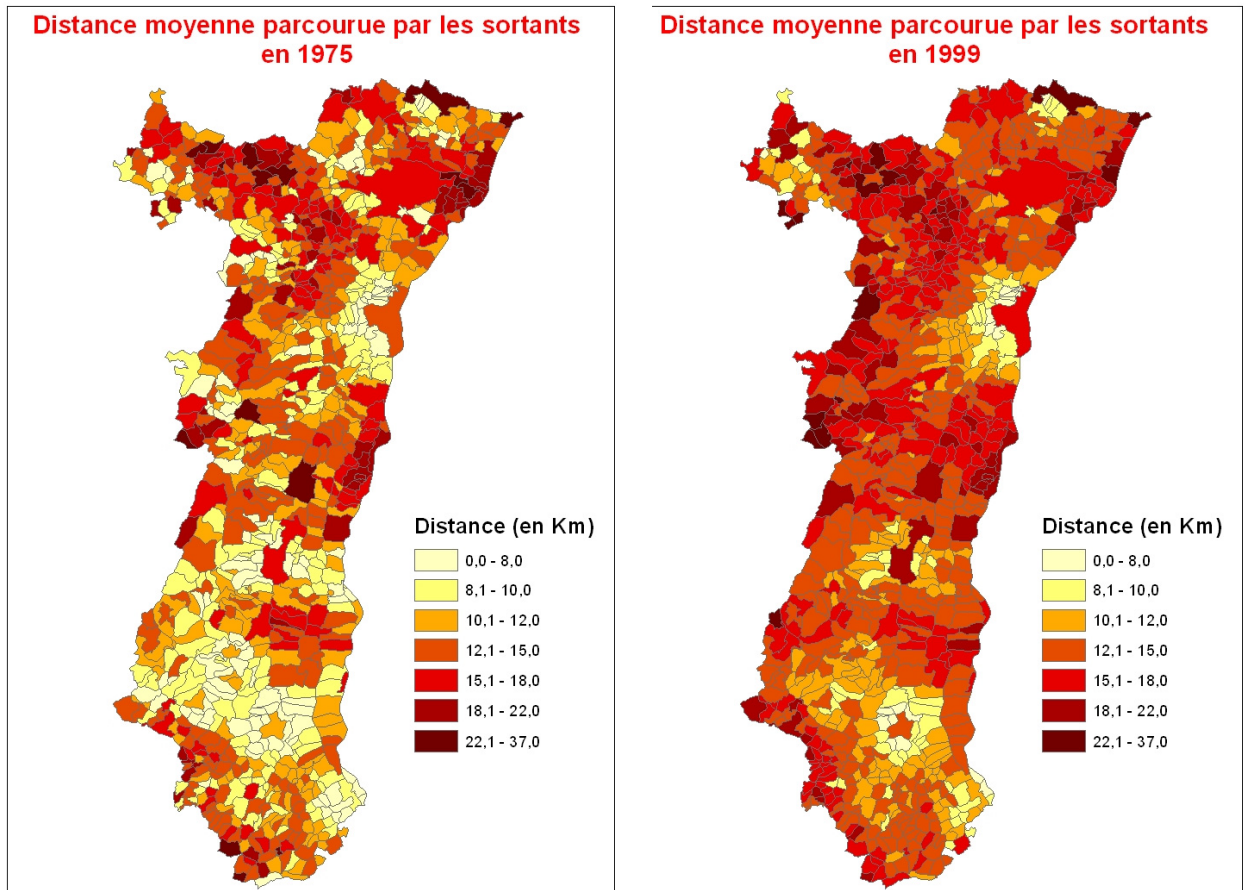 Distance moyenne parcourue par les sortants
en 1975
Distance (en Km)
0,0 - 8,0
8,1 - 10,0
10,1 - 12,0
12,1 - 15,0
15,1 - 18,0
18,1 - 22,0
22,1 - 37,0
Distance moyenne parcourue par les sortants
en 1999
Distance (en Km)
0,0 - 8,0
8,1 - 10,0
10,1 - 12,0
12,1 - 15,0
15,1 - 18,0
18,1 - 22,0
22,1 - 37,0